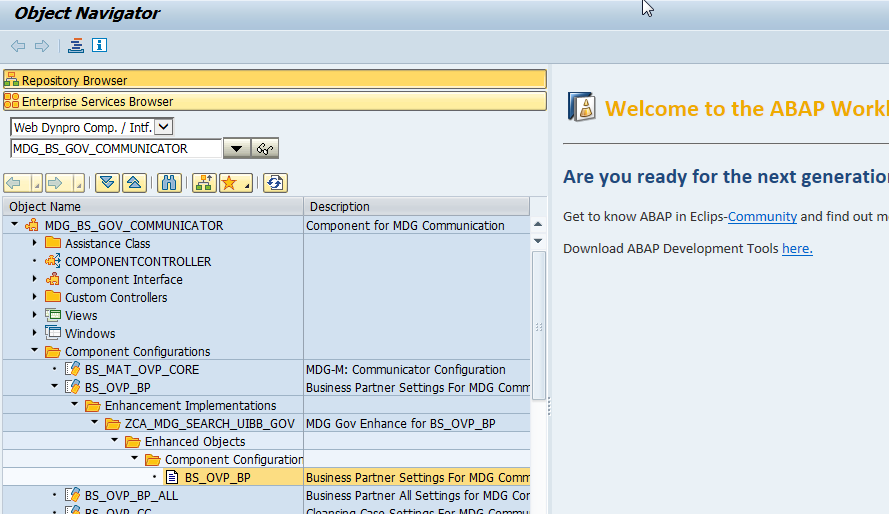 Object Navigator
Repository Browser
Enterprise Services Browser
Web Dynpro Comp. / Intf.
MDG_BS_GOV_COMMUNICATOR
Object Name Description
MDG_BS_GOV_COMMUNICATOR Component for MDG Communication
Assistance Class
COMPONENTCONTROLLER
Component Interface
Custom Controllers
Views
Windows
Component Configurations
BS_MAT_OVP_CORE MDG-M: Communicator Configuration
BS_OVP_BP Business Partner Settings For MDG Comm
Enhancement Implementations
ZCA_MDG_SEARCH_UIBB_GOV MDG Gov Enhance for BS_OVP_BP
Enhanced Objects
Component Configuration
BS_OVP_BP Business Partner Settings For MDG Comm
BS_OVP_BP_ALL Business Partner All Settings for MDG Cor
BS_OVP_CC Cleansing Case Settings For MDG Commu
Welcome to the ABAP Workl
Are you ready for the next generation
Get to know ABAP in Eclips-Community and find out m
Download ABAP Development Tools here.